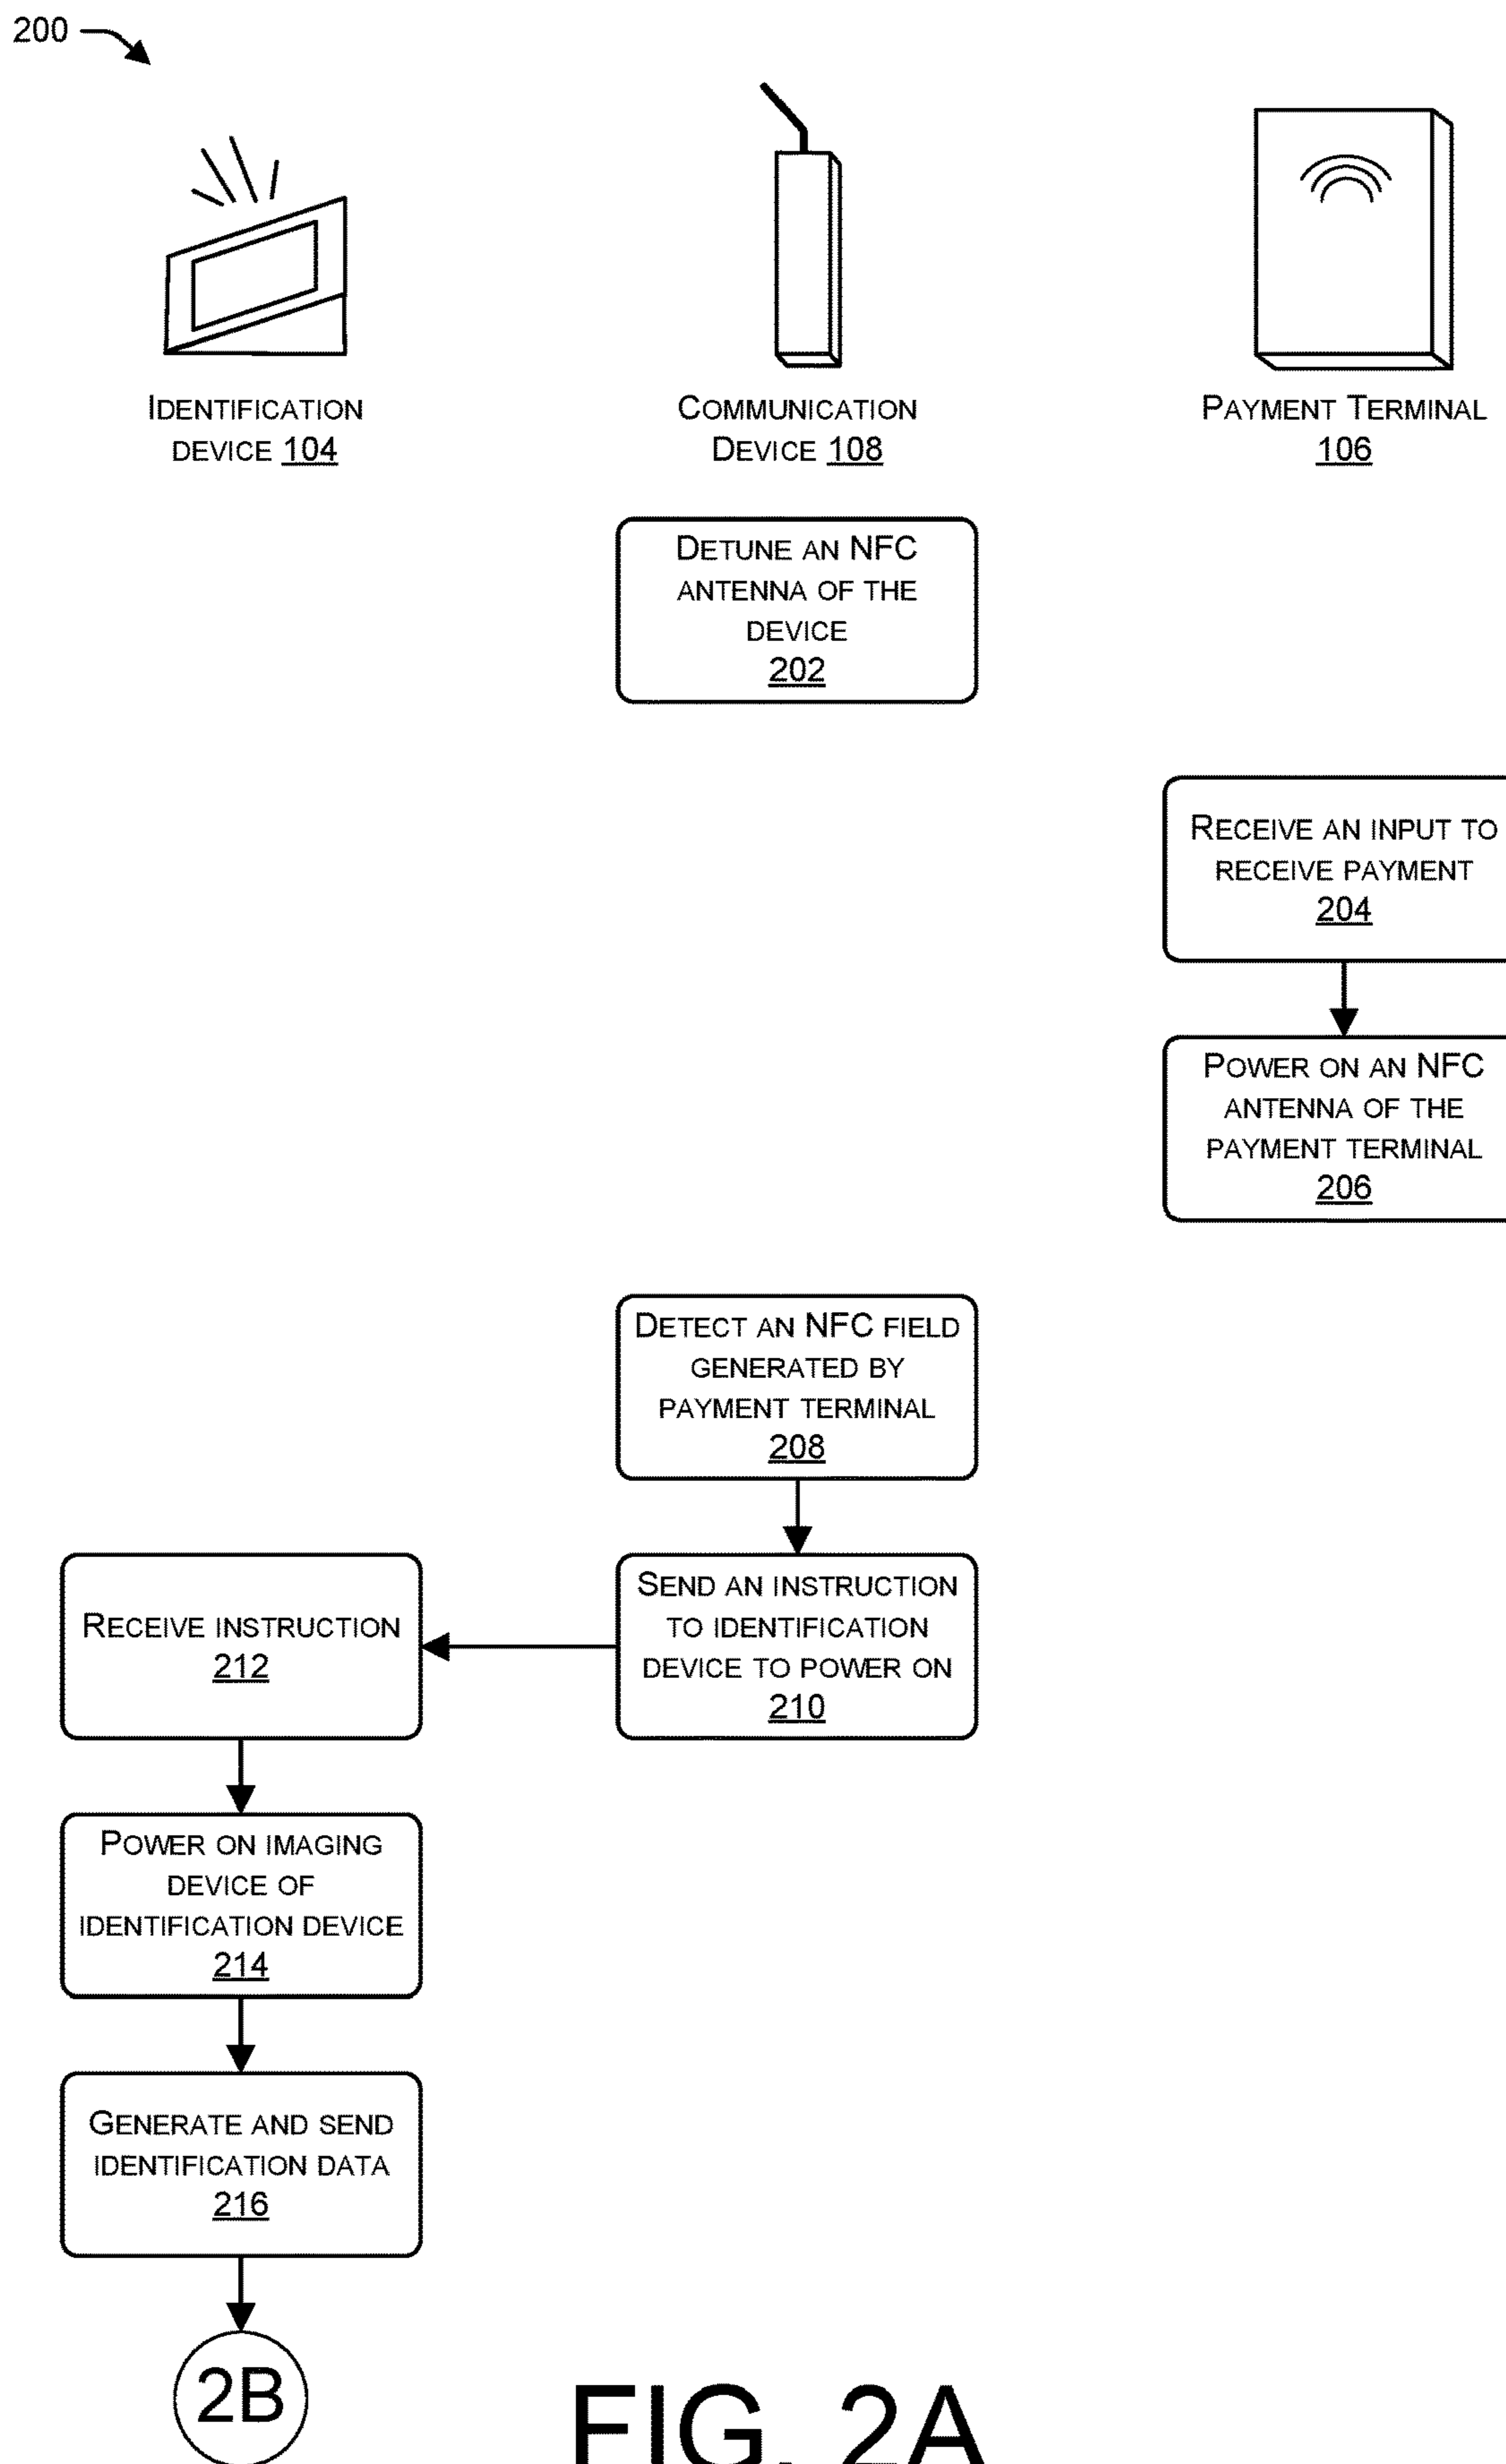 200
IDENTIFICATION
DEVICE 104
COMMUNICATION
DEVICE 108
PAYMENT TERMINAL
106
DETUNE AN NFC
ANTENNA OF THE
DEVICE
202
RECEIVE AN INPUT TO
RECEIVE PAYMENT
204
POWER ON AN NFC
ANTENNA OF THE
PAYMENT TERMINAL
206
DETECT AN NFC FIELD
GENERATED BY
PAYMENT TERMINAL
208
SEND AN INSTRUCTION
TO IDENTIFICATION
DEVICE TO POWER ON
210
RECEIVE INSTRUCTION
212
POWER ON IMAGING
DEVICE OF
IDENTIFICATION DEVICE
214
GENERATE AND SEND
IDENTIFICATION DATA
216
2B
FIG. 2A